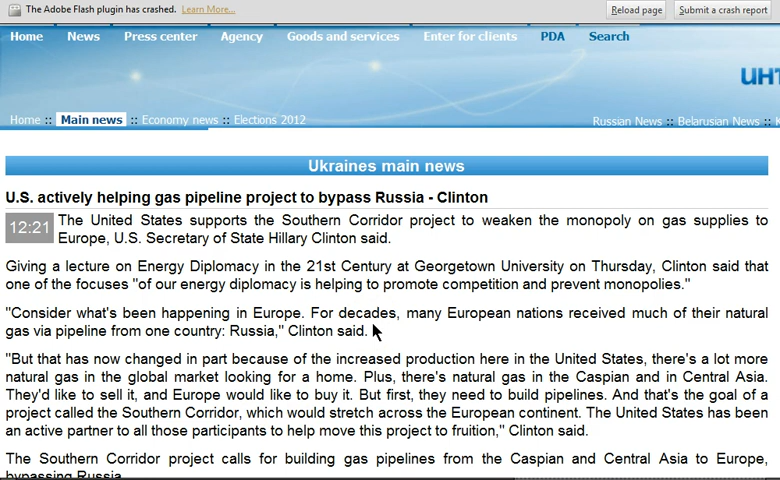 The Adobe Flash plugin has crashed. Learn More...
Reload page
Submit a crash report
Home News Press center Agency Goods and services Enter for clients PDA Search
Home :: Main news :: Economy news :: Elections 2012
Russian News :: Belarusian News ::
Ukraines main news
U.S. actively helping gas pipeline project to bypass Russia - Clinton
12:21 The United States supports the Southern Corridor project to weaken the monopoly on gas supplies to
Europe, U.S. Secretary of State Hillary Clinton said.
Giving a lecture on Energy Diplomacy in the 21st Century at Georgetown University on Thursday, Clinton said that
one of the focuses "of our energy diplomacy is helping to promote competition and prevent monopolies."
"Consider what's been happening in Europe. For decades, many European nations received much of their natural
gas via pipeline from one country: Russia," Clinton said.
"But that has now changed in part because of the increased production here in the United States, there's a lot more
natural gas in the global market looking for a home. Plus, there's natural gas in the Caspian and in Central Asia.
They'd like to sell it, and Europe would like to buy it. But first, they need to build pipelines. And that's the goal of a
project called the Southern Corridor, which would stretch across the European continent. The United States has been
an active partner to all those participants to help move this project to fruition," Clinton said.
The Southern Corridor project calls for building gas pipelines from the Caspian and Central Asia to Europe,
bypassing Russia.